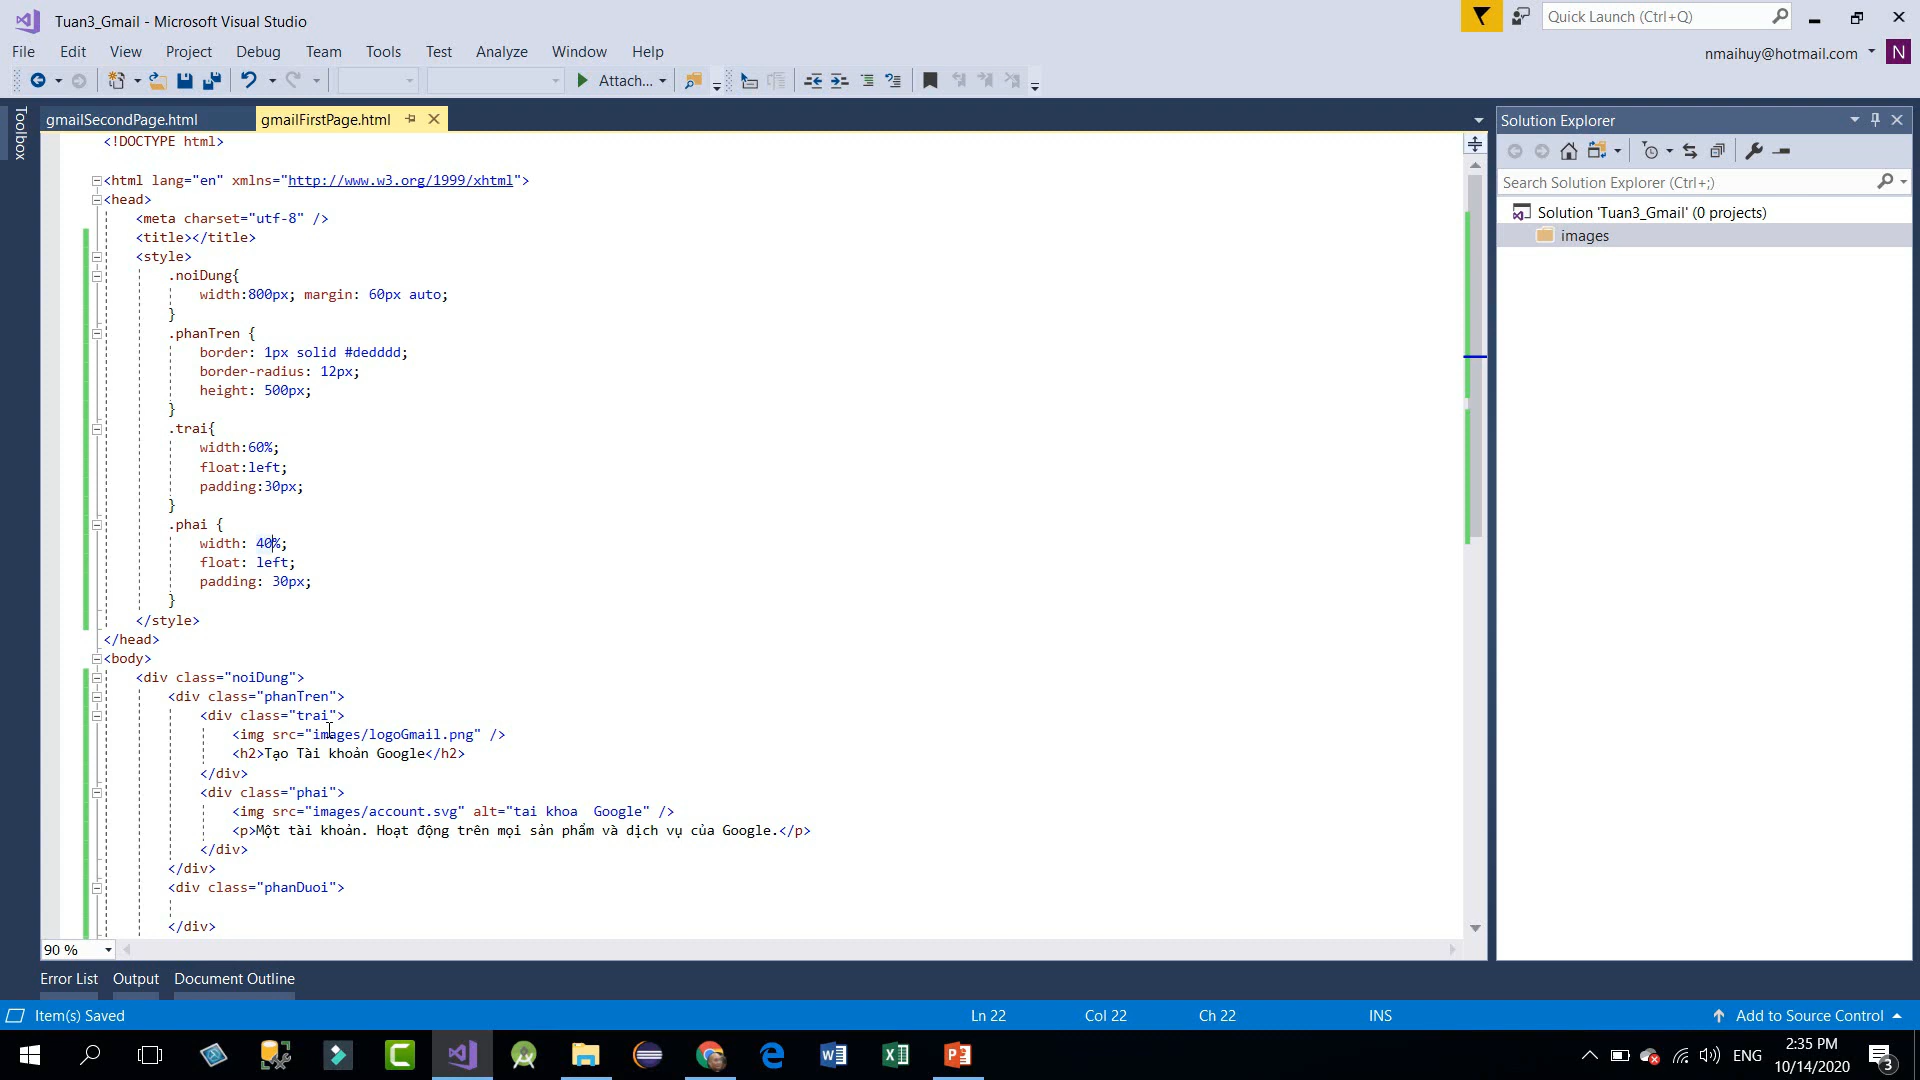 Tuan3_Gmail - Microsoft Visual Studio
Quick Launch (Ctrl+Q)
File Edit View Project Debug Team Tools Test Analyze Window Help
nmaihuy@hotmail.com N
Attach...
Toolbox
gmailSecondPage.html
gmailFirstPage.html
<!DOCTYPE html>
<html lang="en" xmlns="http://www.w3.org/1999/xhtml">
<head>
<meta charset="utf-8" />
<title></title>
<style>
.noiDung{
width:800px; margin: 60px auto;
}
.phanTren {
border: 1px solid #dedddd;
border-radius: 12px;
height: 500px;
}
.trai{
width:60%;
float:left;
padding:30px;
}
.phai {
width: 40%;
float: left;
padding: 30px;
}
</style>
</head>
<body>
<div class="noiDung">
<div class="phanTren">
<div class="trai">
<img src="images/logoGmail.png" />
<h2>Tạo Tài khoản Google</h2>
</div>
<div class="phai">
<img src="images/account.svg" alt="tai khoa  Google" />
<p>Một tài khoản. Hoạt động trên mọi sản phẩm và dịch vụ của Google.</p>
</div>
</div>
<div class="phanDuoi">
</div>
90 %
Solution Explorer
Search Solution Explorer (Ctrl+;)
Solution 'Tuan3_Gmail' (0 projects)
images
Error List Output Document Outline
Item(s) Saved
Ln 22 Col 22 Ch 22 INS
Add to Source Control
ENG
2:35 PM
10/14/2020
3